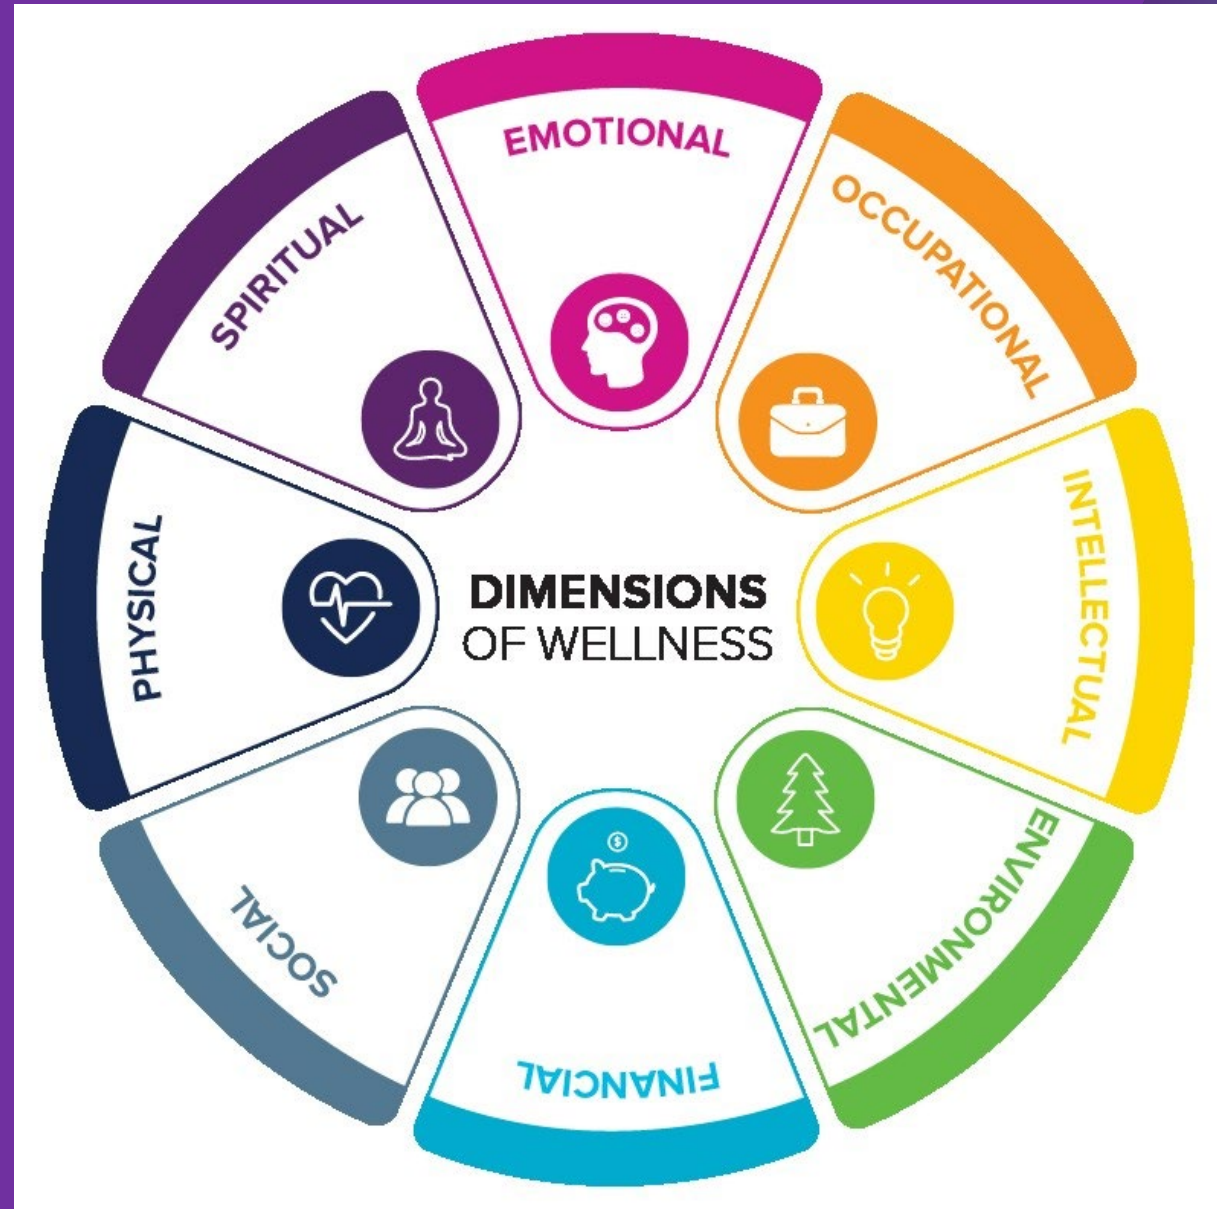 EMOTIONAL
OCCUPATIONAL
INTELLECTUAL
ENVIRONMENTAL
FINANCIAL
SOCIAL
PHYSICAL
SPIRITUAL
DIMENSIONS
OF WELLNESS
$